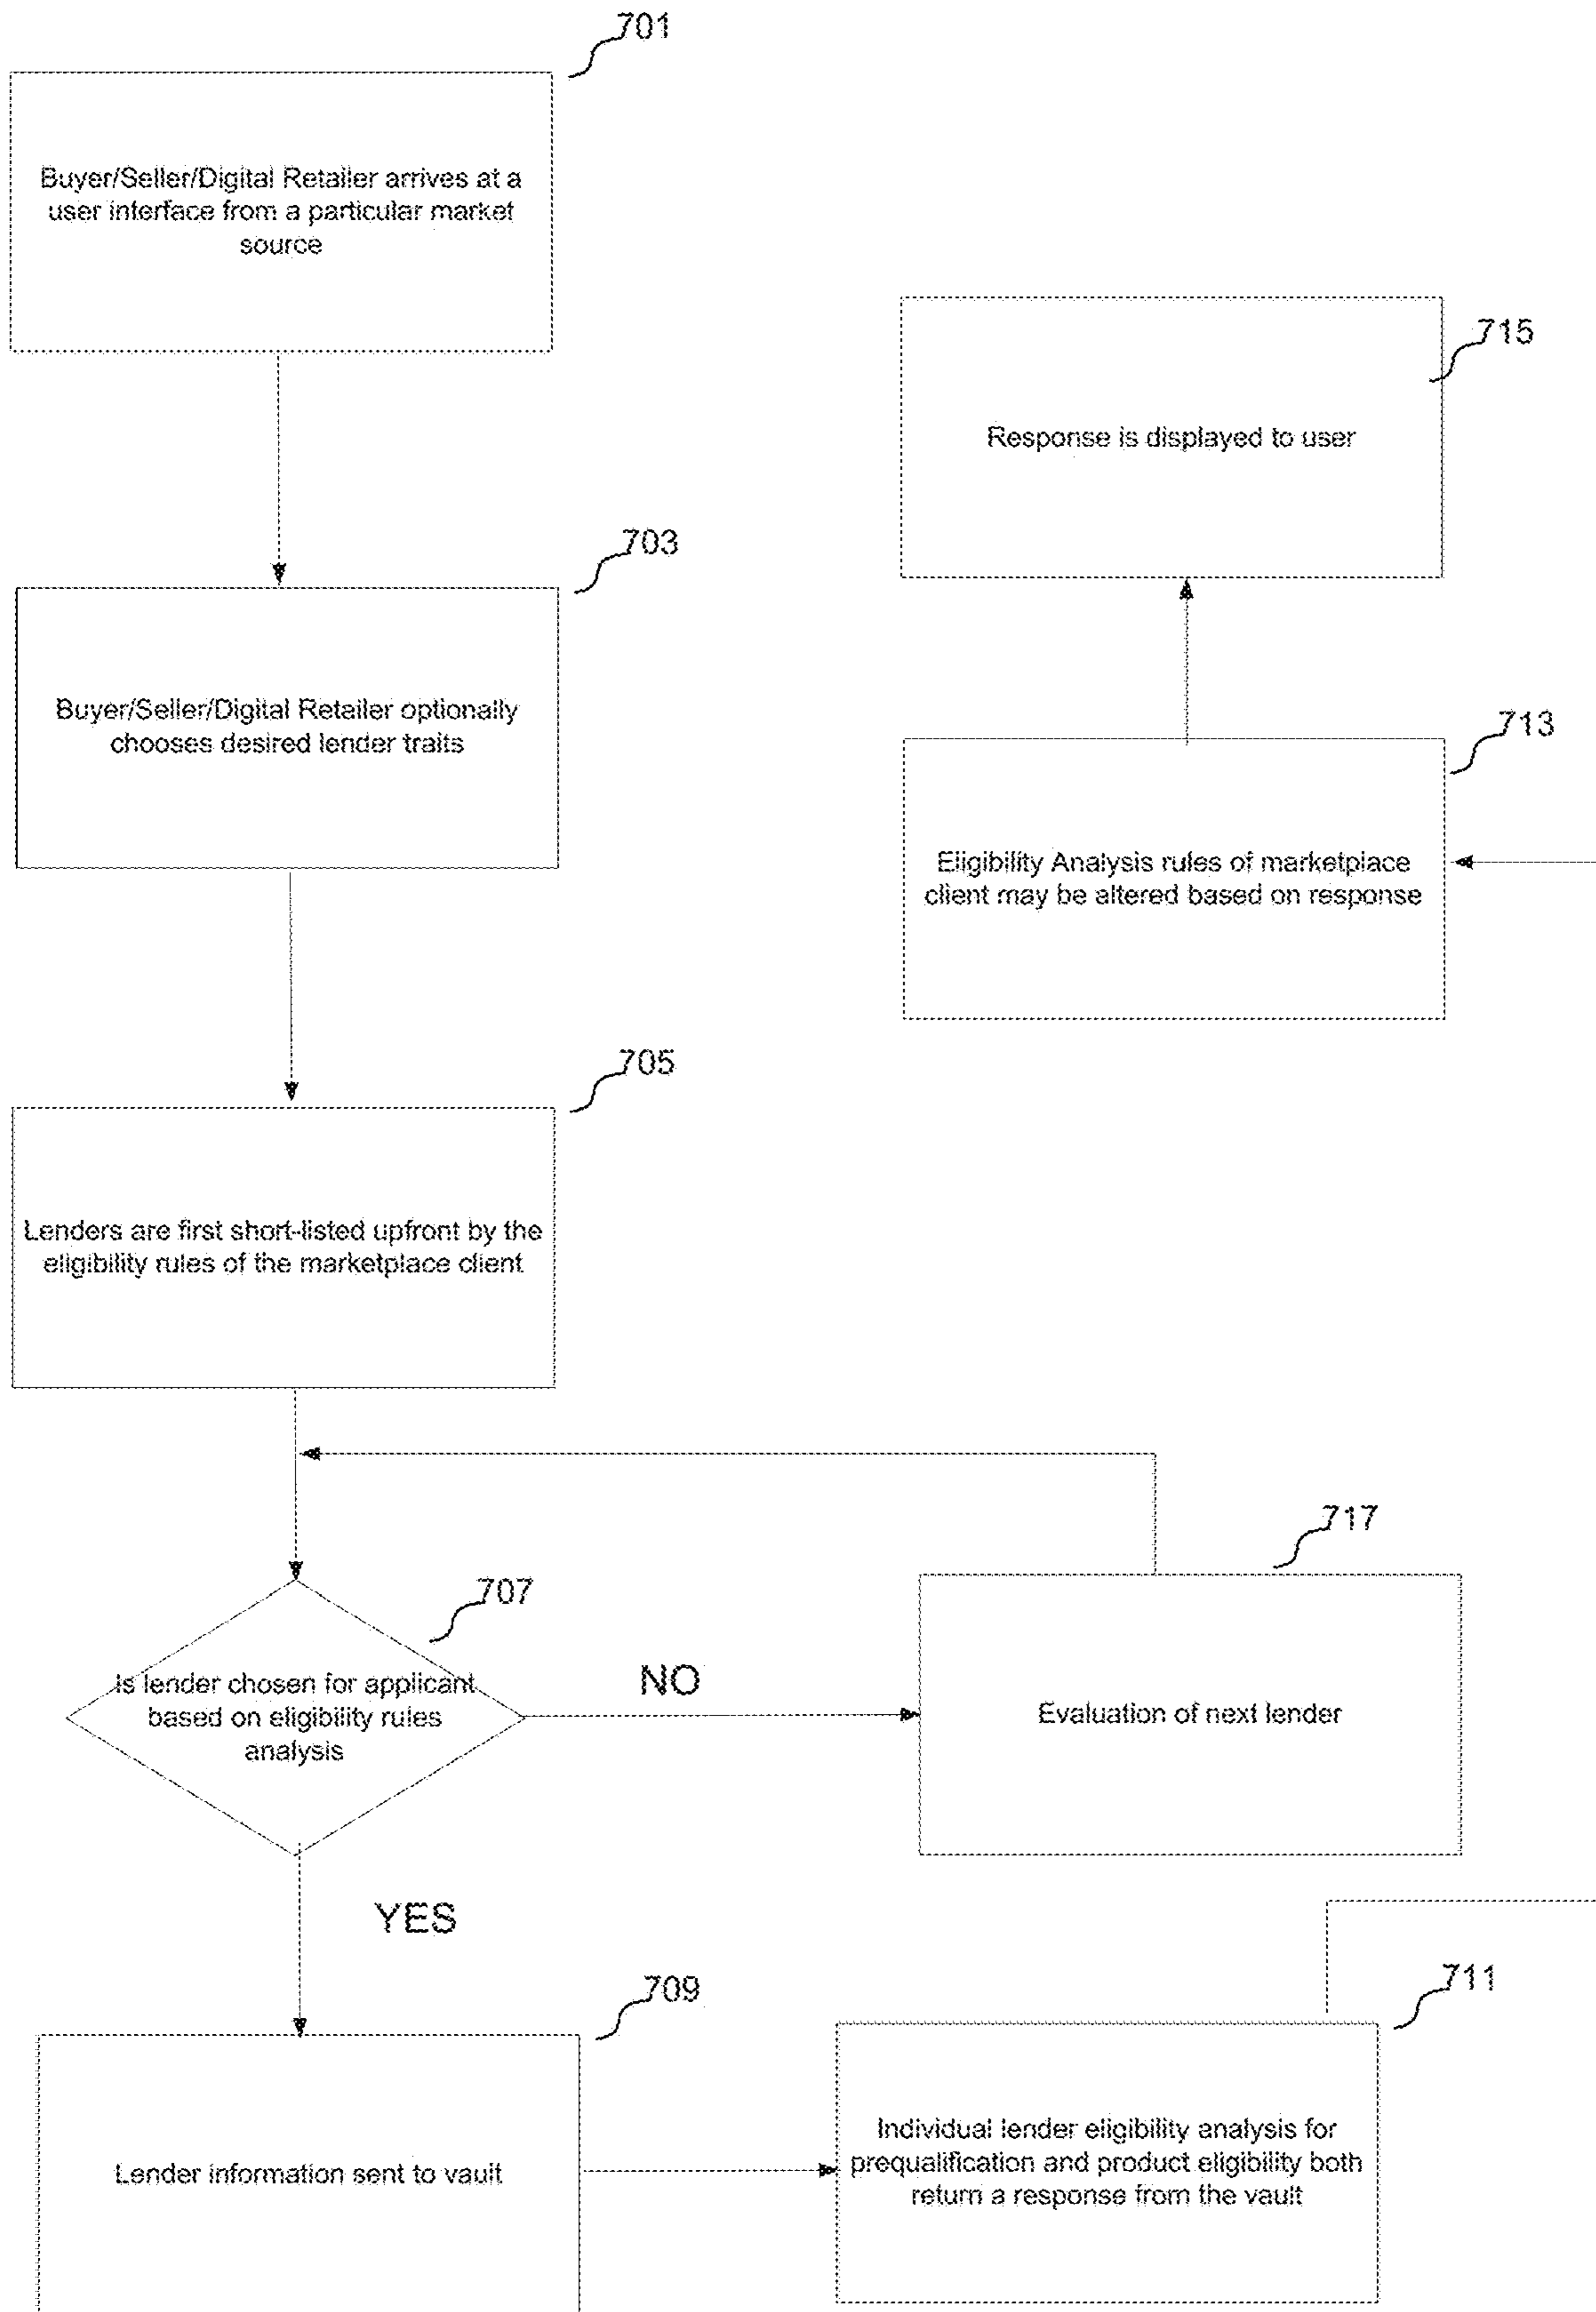 701
Buyer/Seller/Digital Retailer arrives at a
user interface from a particular market
source
703
Buyer/Seller/Digital Retailer optionally
chooses desired lender traits
705
Lenders are first short-listed upfront by the
eligibility rules of the marketplace client
707
Is lender chosen for applicant
based on eligibility rules
analysis
NO
717
Evaluation of next lender
YES
709
Lender information sent to vault
711
Individual lender eligibility analysis for
prequalification and product eligibility both
return a response from the vault
713
Eligibility Analysis rules of marketplace
client may be altered based on response
715
Response is displayed to user